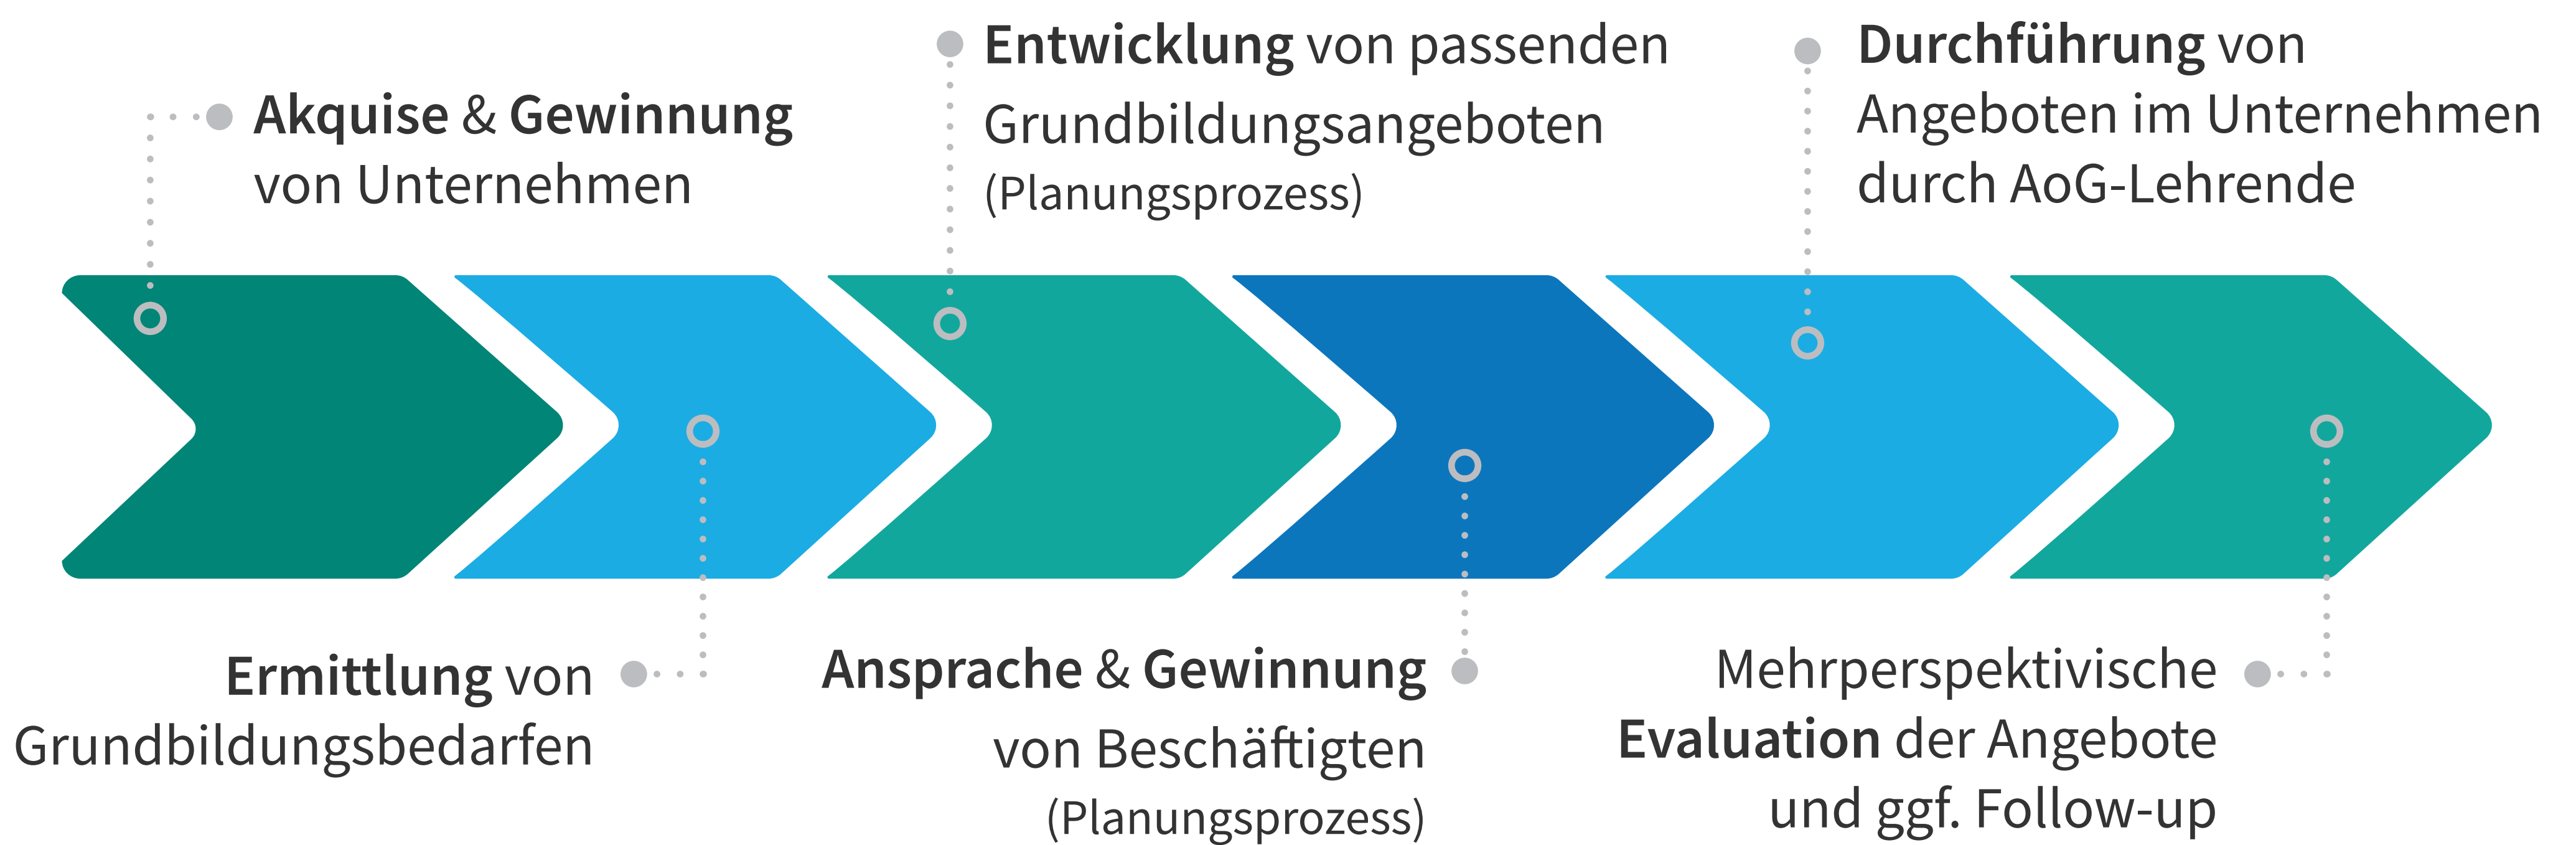 Akquise & Gewinnung
von Unternehmen
Ermittlung von
Grundbildungsbedarfen
Entwicklung von passenden
Grundbildungsangeboten
(Planungsprozess)
Ansprache & Gewinnung
von Beschäftigten
(Planungsprozess)
Durchführung von
Angeboten im Unternehmen
durch AoG-Lehrende
Mehrperspektivische
Evaluation der Angebote
und ggf. Follow-up